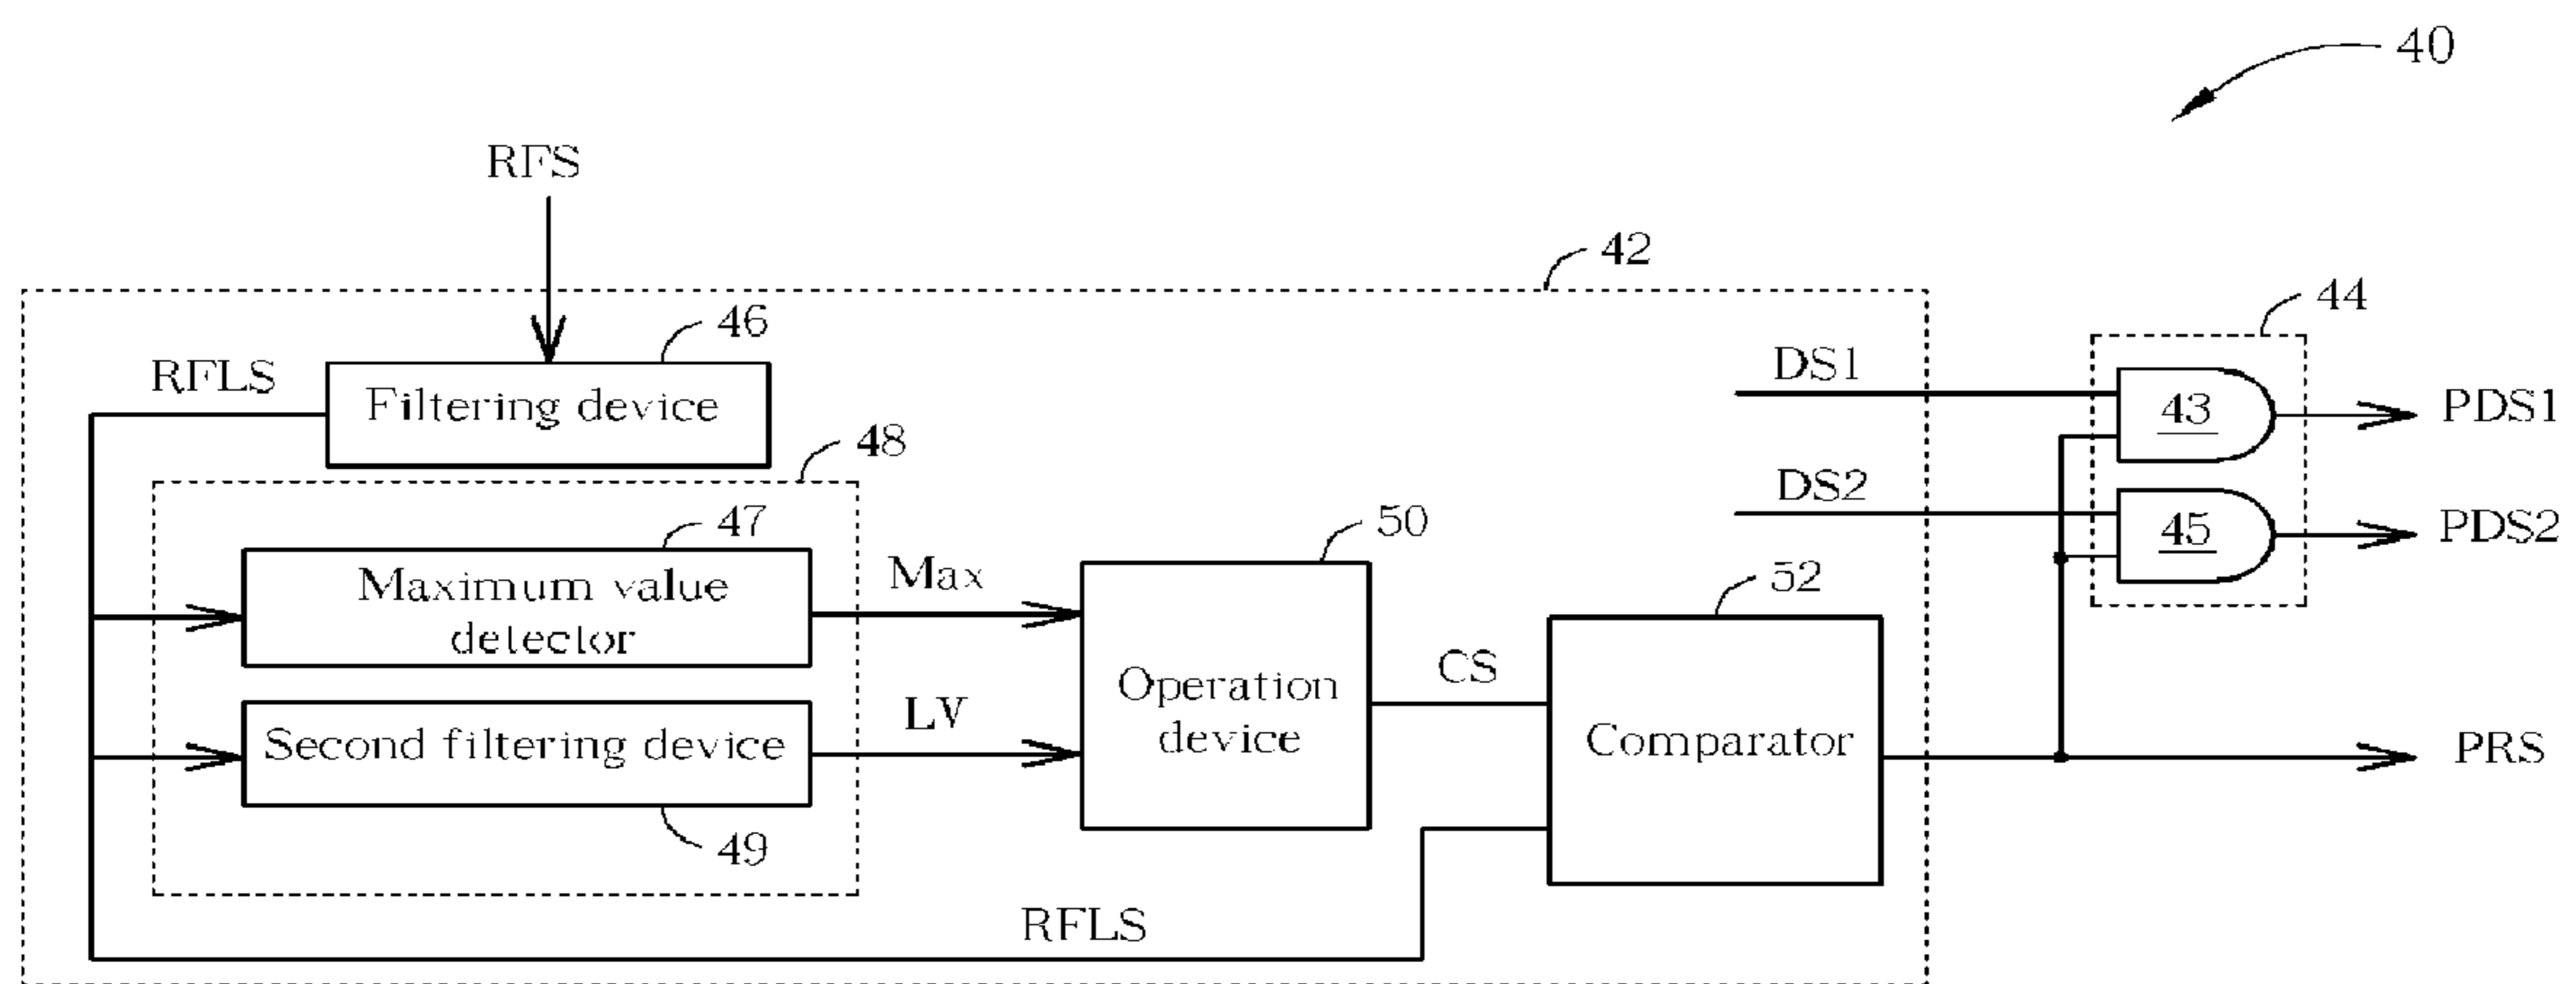 40
RFS
42
44
46
RFLS
Filtering device
DS1
43
PDS1
48
DS2
45
PDS2
47
50
Maximum value
detector
Max
52
CS
Operation
device
LV
Second filtering device
Comparator
PRS
49
RFLS